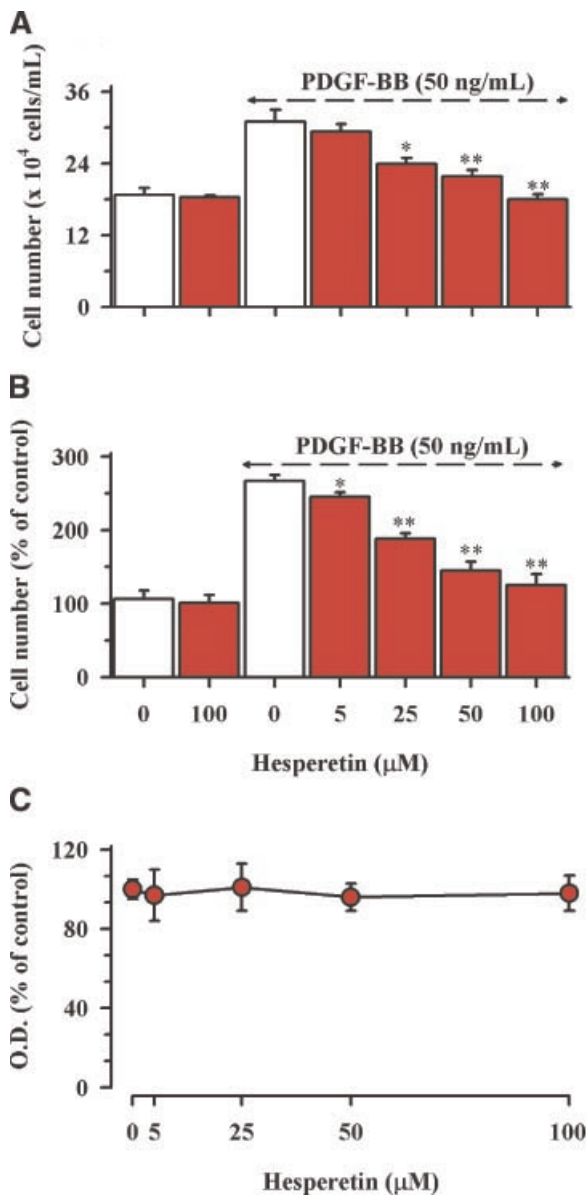 A
PDGF-BB (50 ng/mL)
Cell number (x 10⁴ cells/mL)
36
24
12
0
*
**
**
B
PDGF-BB (50 ng/mL)
Cell number (% of control)
300
200
100
0
*
**
**
**
0 100 0 5 25 50 100
Hesperetin (µM)
C
O.D. (% of control)
120
80
40
0
0 5 25 50 100
Hesperetin (µM)